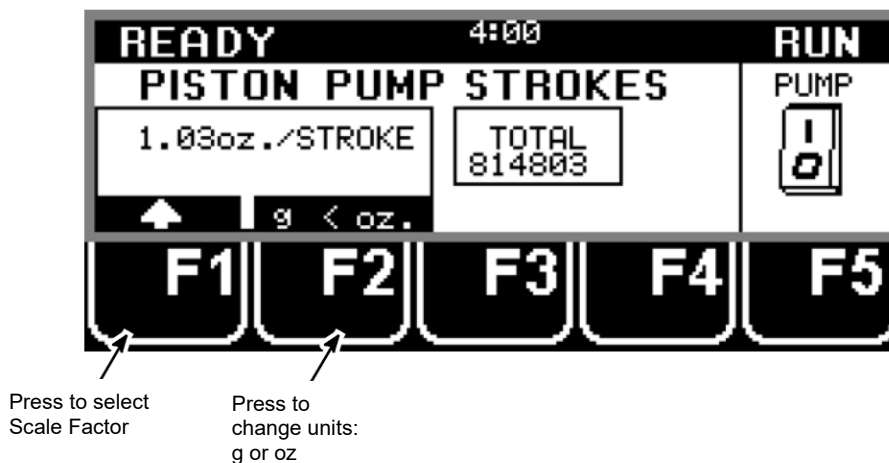 READY 4:00 RUN
PISTON PUMP STROKES PUMP
1.03oz./STROKE TOTAL
814803
I
O
g < oz.
F1 F2 F3 F4 F5
Press to select
Scale Factor
Press to
change units:
g or oz